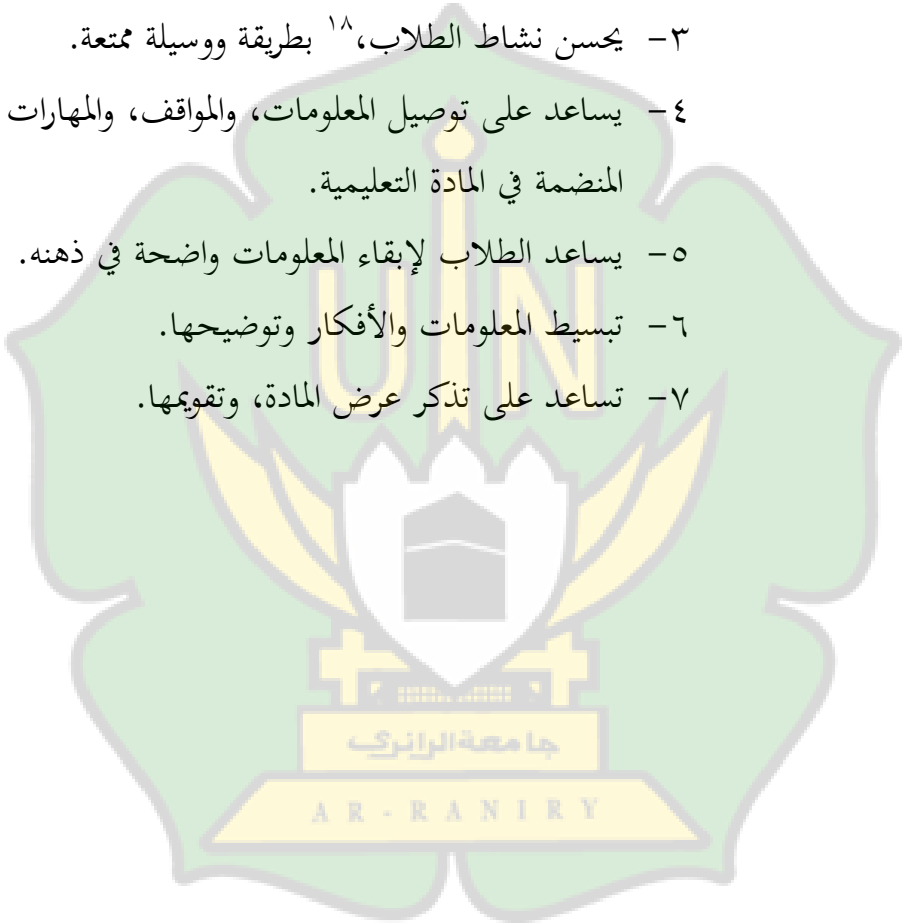 ٣- يحسن نشاط الطلاب،١٨ بطريقة ووسيلة ممتعة.
٤- يساعد على توصيل المعلومات، والمواقف، والمهارات
المنضمة في المادة التعليمية.
٥- يساعد الطلاب لإبقاء المعلومات واضحة في ذهنه.
٦- تبسيط المعلومات والأفكار وتوضيحها.
٧- تساعد على تذكر عرض المادة، وتقويمها.
UIN
جامعة الرانري
AR-RANIRY